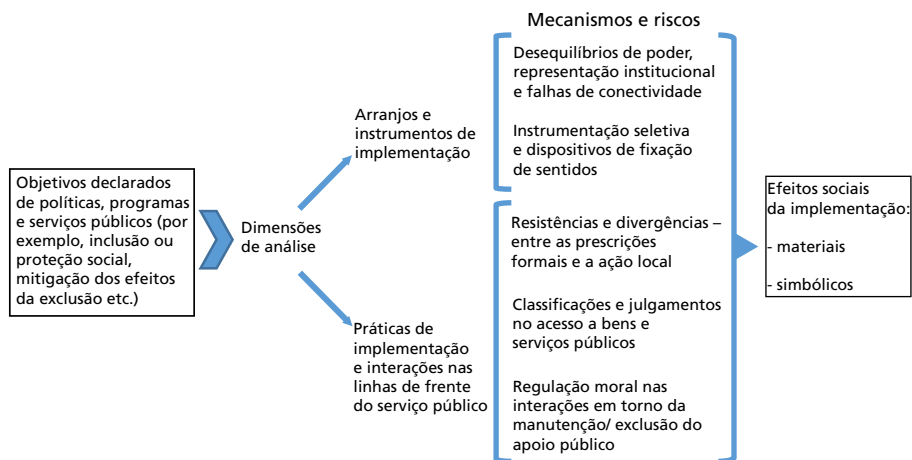 Objetivos declarados
de políticas, programas
e serviços públicos (por
exemplo, inclusão ou
proteção social,
mitigação dos efeitos
da exclusão etc.)
Dimensões
de análise
Arranjos e
instrumentos de
implementação
Práticas de
implementação
e interações nas
linhas de frente
do serviço público
Mecanismos e riscos
Desequilíbrios de poder,
representação institucional
e falhas de conectividade
Instrumentação seletiva
e dispositivos de fixação
de sentidos
Resistências e divergências –
entre as prescrições
formais e a ação local
Classificações e julgamentos
no acesso a bens e
serviços públicos
Regulação moral nas
interações em torno da
manutenção/ exclusão do
apoio público
Efeitos sociais
da implementação:
- materiais
- simbólicos